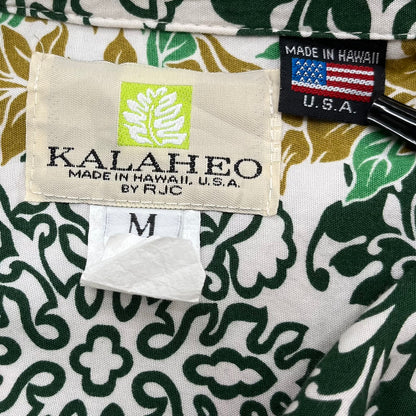 MADE IN HAWAII
U.S.A.
KALAHEO
MADE IN HAWAII, U.S.A.
BY RJC
M